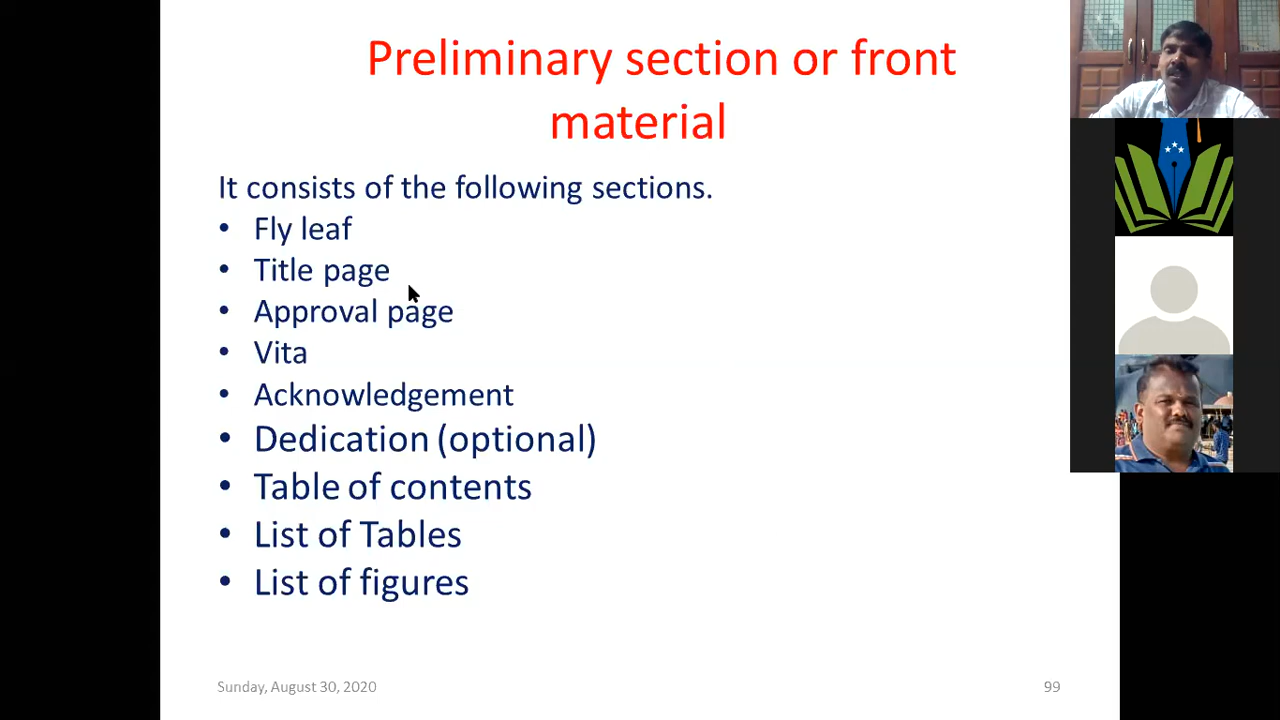 Preliminary section or front
material
It consists of the following sections.
• Fly leaf
• Title page
• Approval page
• Vita
• Acknowledgement
• Dedication (optional)
• Table of contents
• List of Tables
• List of figures
Sunday, August 30, 2020
99